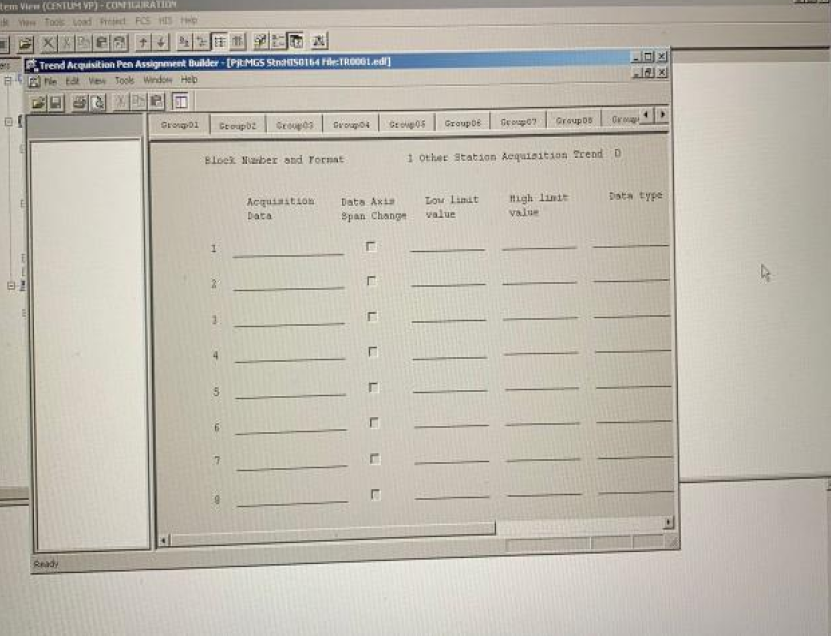 tem View (CENTUM VP) - CONFIGURATION
View Tools Load Project FCS HIS Help
Trend Acquisition Pen Assignment Builder - [Pjt:MGS Stn:HIS0164 File:TR0001.edf]
File Edit View Tools Window Help
Group01 Group02 Group03 Group04 Group05 Group06 Group07 Group08 Group
Block Number and Format 1 Other Station Acquisition Trend D
Acquisition Data Axis Low limit High limit Data type
Data Span Change value value
1
2
3
4
5
6
7
8
Ready